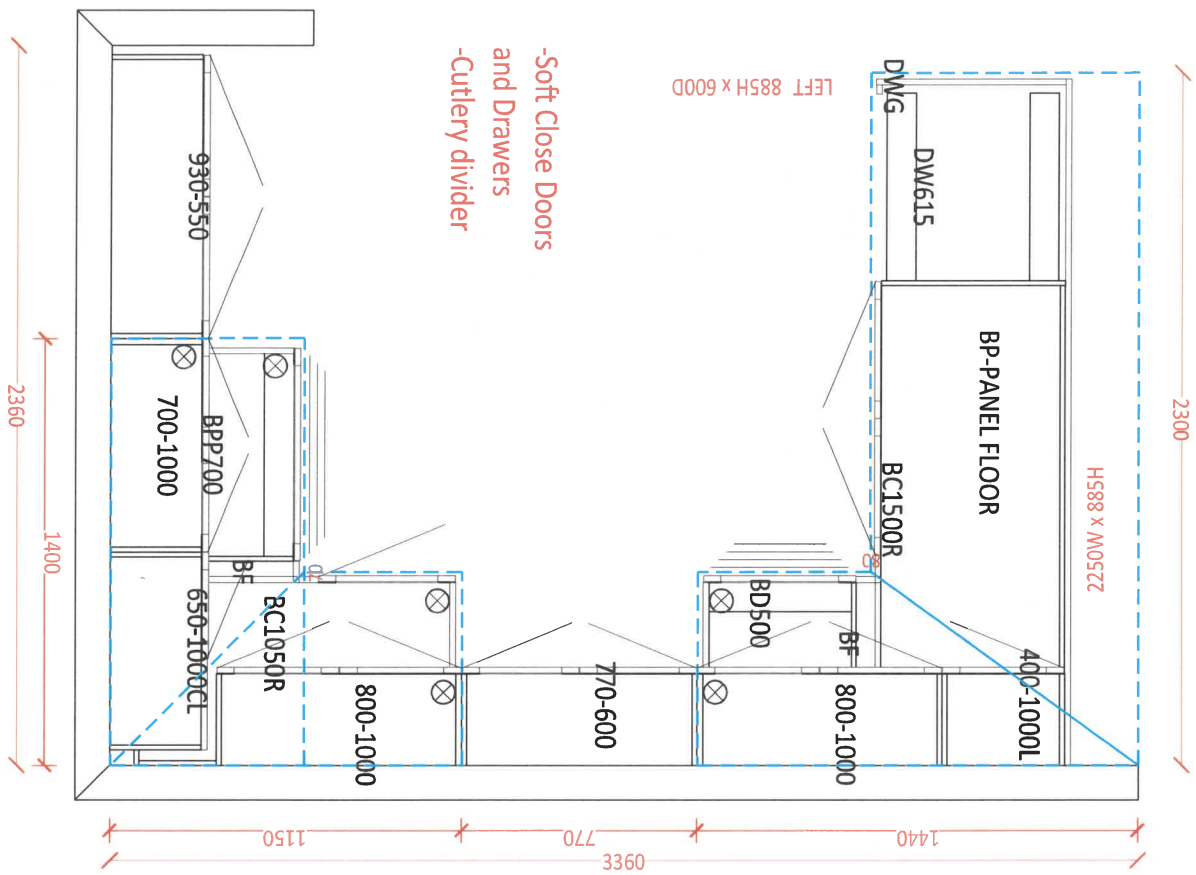 -Soft Close Doors
and Drawers
-Cutlery divider
LEFT 885H x 600D
DWG
DW615
BP-PANEL FLOOR
BC1500R
2250W x 885H
2300
930-550
700-1000
BPP700
BF
650-1000CL
BC1050R
800-1000
770-600
BD500
BF
800-1000
400-1000L
2360
1400
1150
770
1440
3360